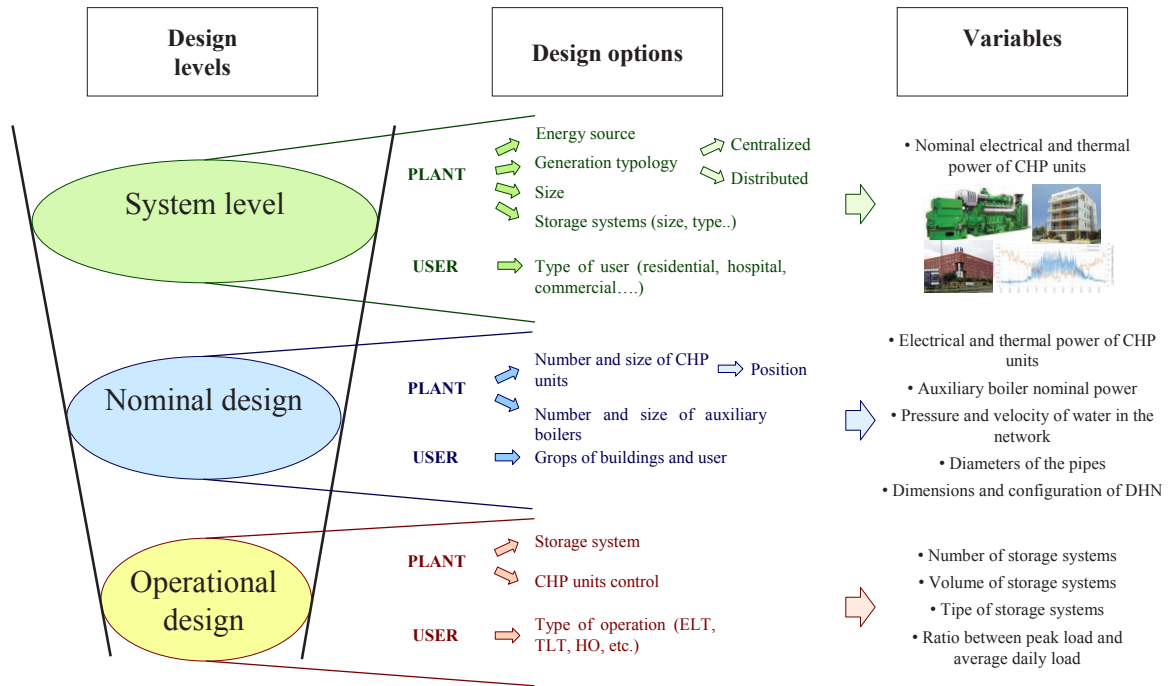 Design
levels
Design options
Variables
System level
PLANT
Energy source
Generation typology
Centralized
Distributed
Size
Storage systems (size, type..)
USER
Type of user (residential, hospital,
commercial….)
• Nominal electrical and thermal
power of CHP units
Nominal design
PLANT
Number and size of CHP
units
Position
Number and size of auxiliary
boilers
USER
Grops of buildings and user
• Electrical and thermal power of CHP
units
• Auxiliary boiler nominal power
• Pressure and velocity of water in the
network
• Diameters of the pipes
• Dimensions and configuration of DHN
Operational
design
PLANT
Storage system
CHP units control
USER
Type of operation (ELT,
TLT, HO, etc.)
• Number of storage systems
• Volume of storage systems
• Tipe of storage systems
• Ratio between peak load and
average daily load